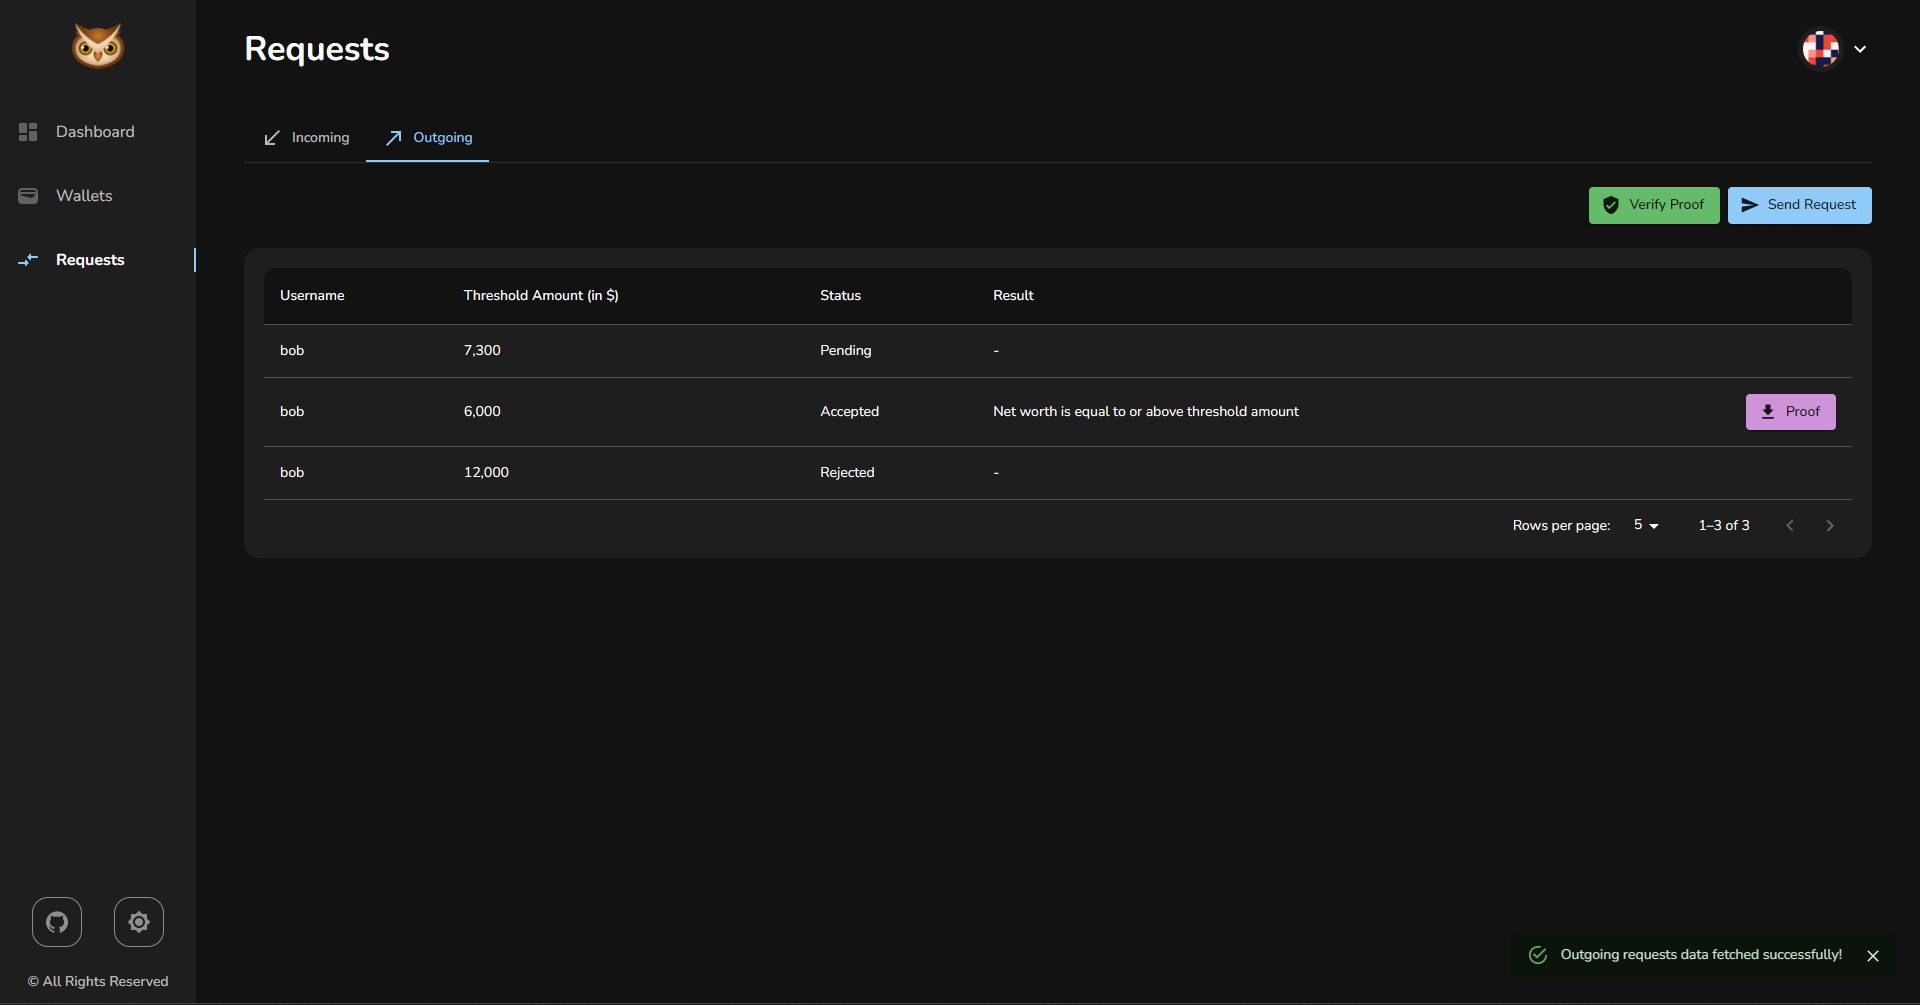 Requests
Dashboard
Wallets
Requests
Incoming
Outgoing
Verify Proof
Send Request
Username Threshold Amount (in $) Status Result
bob 7,300 Pending -
bob 6,000 Accepted Net worth is equal to or above threshold amount Proof
bob 12,000 Rejected -
Rows per page: 5 1–3 of 3
© All Rights Reserved
Outgoing requests data fetched successfully!